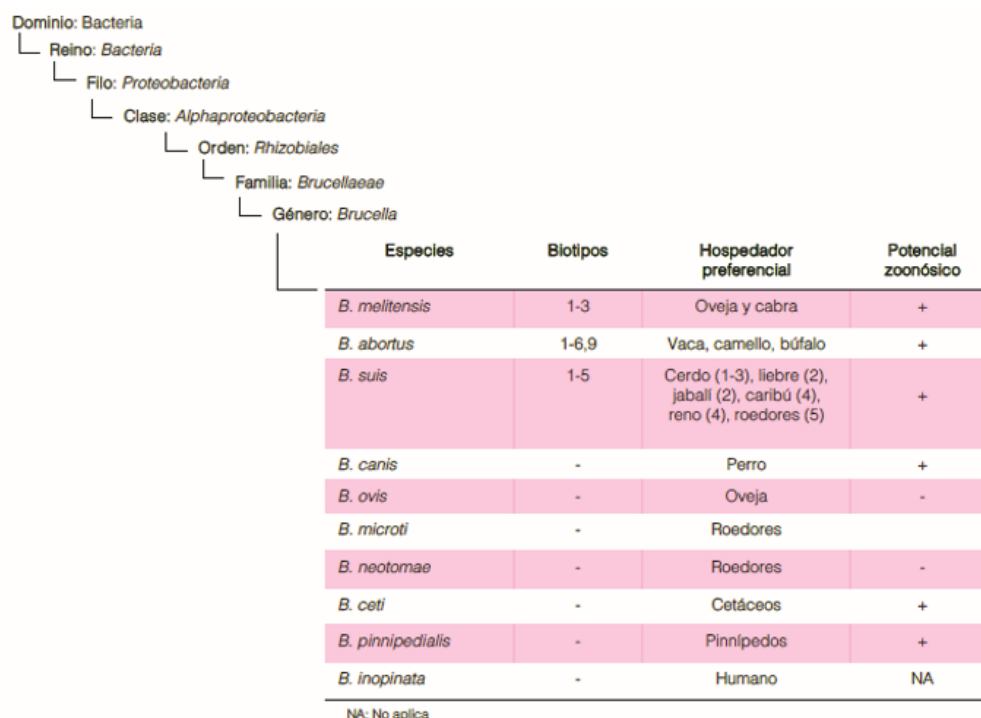 Dominio: Bacteria
Reino: Bacteria
Filo: Proteobacteria
Clase: Alphaproteobacteria
Orden: Rhizobiales
Familia: Brucellaeae
Género: Brucella
Especies Biotipos Hospedador preferencial Potencial zoonósico
B. melitensis 1-3 Oveja y cabra +
B. abortus 1-6,9 Vaca, camello, búfalo +
B. suis 1-5 Cerdo (1-3), liebre (2),
jabalí (2), caribú (4), +
reno (4), roedores (5)
B. canis - Perro +
B. ovis - Oveja -
B. microti - Roedores
B. neotomae - Roedores -
B. ceti - Cetáceos +
B. pinnipedialis - Pinnípedos +
B. inopinata - Humano NA
NA: No aplica